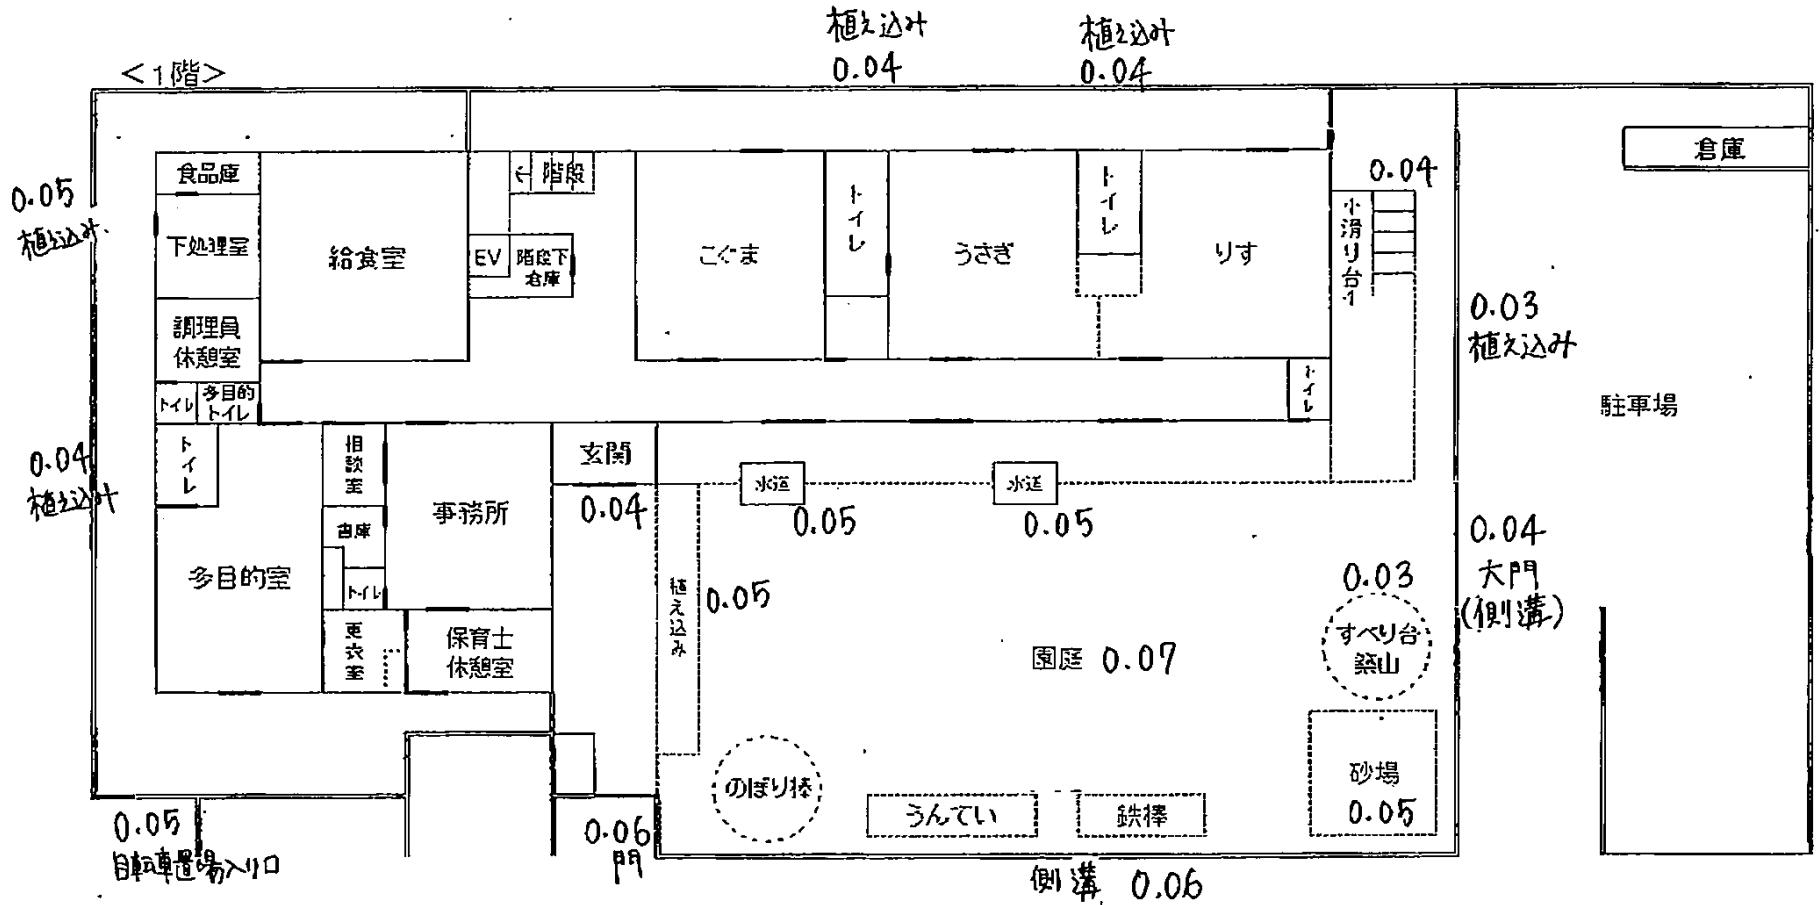 植え込み
0.04
植え込み
0.04
<1階>
倉庫
食品庫
階段
トイレ
トイレ
0.04
小滑り台1
0.05
植え込み
下処理室
給食室
EV
階段下
倉庫
こぐま
うさぎ
りす
0.03
植え込み
調理員
休憩室
トイレ
多目的
トイレ
トイレ
駐車場
0.04
植え込み
トイレ
相談室
玄関
水道
水道
事務所
0.04
0.05
0.05
0.04
大門
(側溝)
書庫
多目的室
トイレ
植え込み
0.05
0.03
すべり台
築山
更衣室
保育士
休憩室
園庭 0.07
のぼり棒
うんてい
鉄棒
砂場
0.05
0.05
自転車置場入り口
0.06
門
側溝 0.06